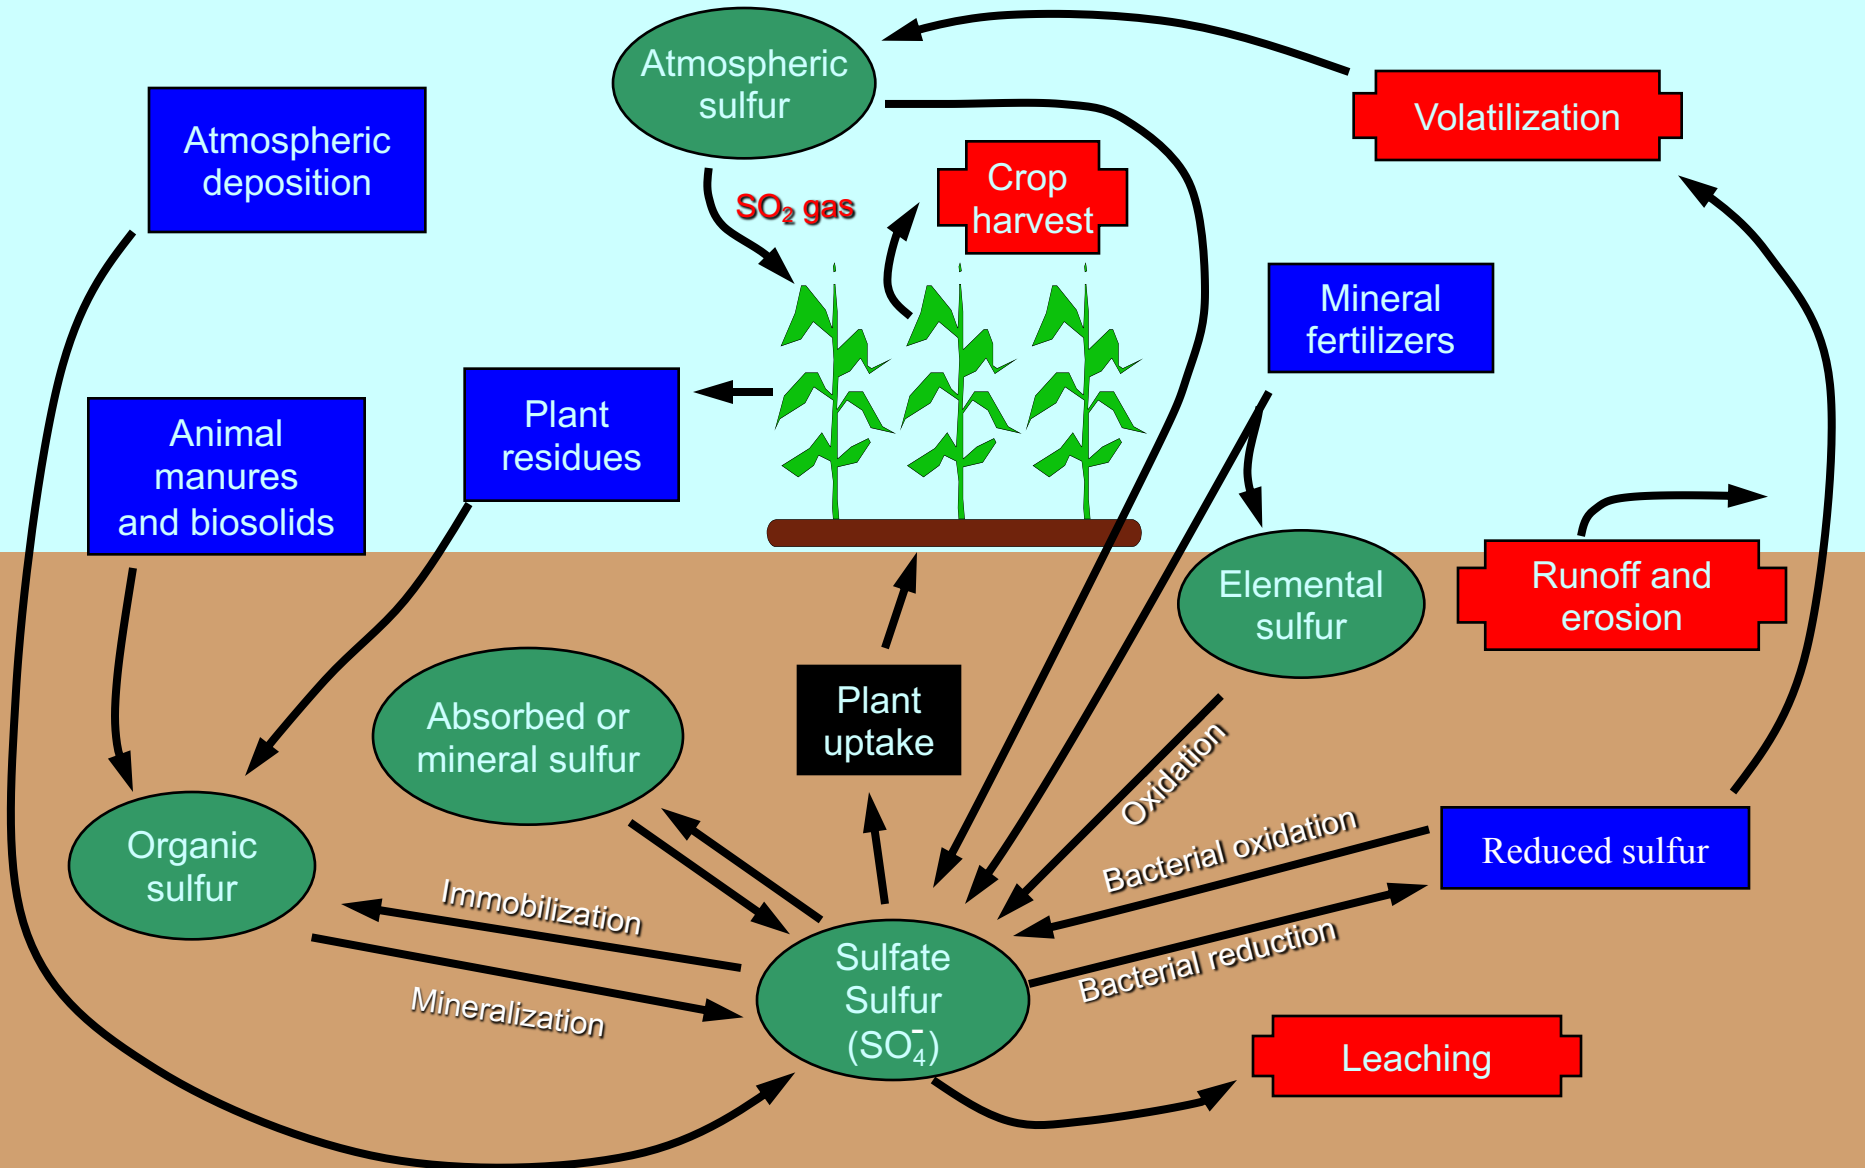 Atmospheric
sulfur
Volatilization
Atmospheric
deposition
Crop
harvest
SO₂ gas
Mineral
fertilizers
Plant
residues
Animal
manures
and biosolids
Elemental
sulfur
Runoff and
erosion
Absorbed or
mineral sulfur
Plant
uptake
Oxidation
Organic
sulfur
Bacterial oxidation
Reduced sulfur
Immobilization
Bacterial reduction
Mineralization
Sulfate
Sulfur
(SO₄⁻)
Leaching